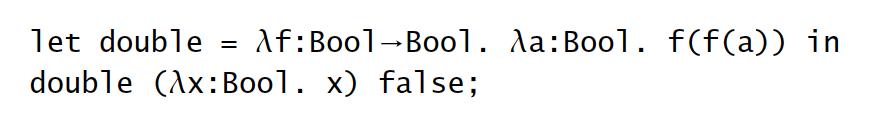 let double = λf:Bool→Bool. λa:Bool. f(f(a)) in
double (λx:Bool. x) false;